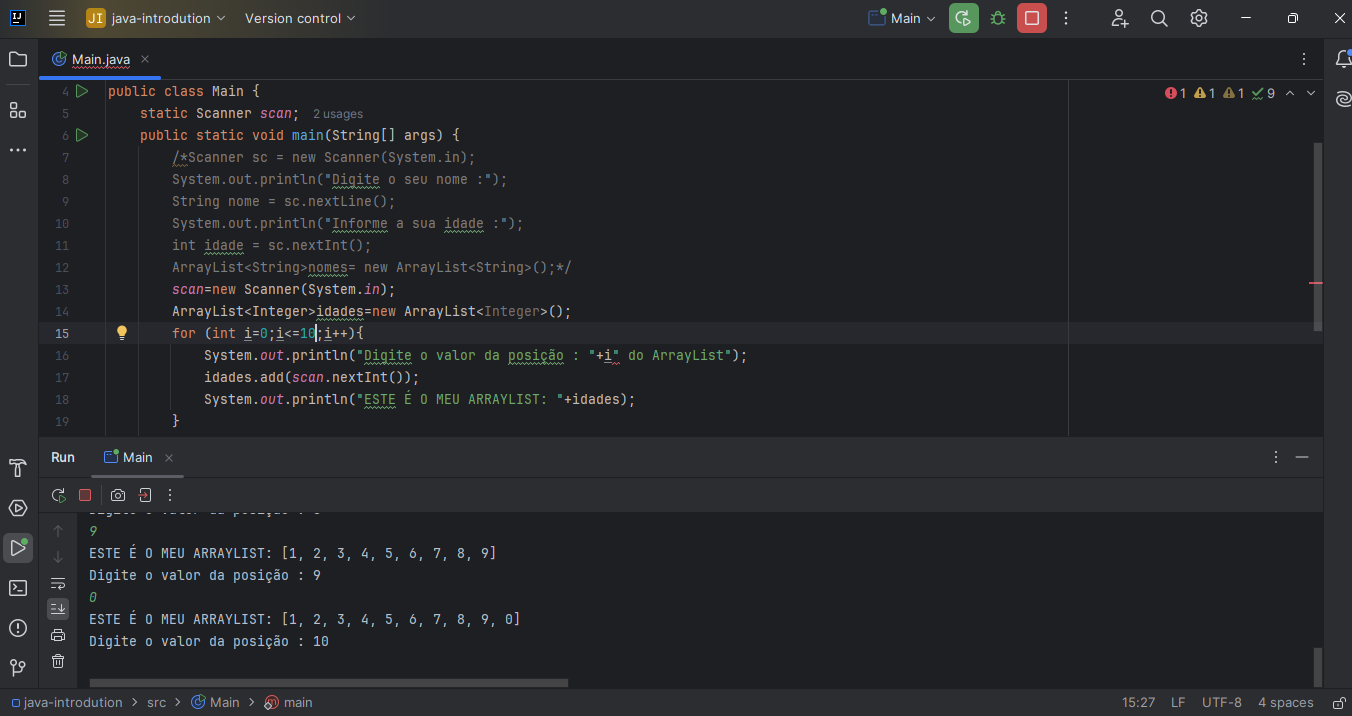 JI java-introdution Version control Main
Main.java
1 1 1 9
4 public class Main {
5 static Scanner scan; 2 usages
6 public static void main(String[] args) {
7 /*Scanner sc = new Scanner(System.in);
8 System.out.println("Digite o seu nome :");
9 String nome = sc.nextLine();
10 System.out.println("Informe a sua idade :");
11 int idade = sc.nextInt();
12 ArrayList<String>nomes= new ArrayList<String>();*/
13 scan=new Scanner(System.in);
14 ArrayList<Integer>idades=new ArrayList<Integer>();
15 for (int i=0;i<=10;i++){
16 System.out.println("Digite o valor da posição : "+i" do ArrayList");
17 idades.add(scan.nextInt());
18 System.out.println("ESTE É O MEU ARRAYLIST: "+idades);
19 }
Run Main
9
ESTE É O MEU ARRAYLIST: [1, 2, 3, 4, 5, 6, 7, 8, 9]
Digite o valor da posição : 9
0
ESTE É O MEU ARRAYLIST: [1, 2, 3, 4, 5, 6, 7, 8, 9, 0]
Digite o valor da posição : 10
java-introdution > src > Main > main 15:27 LF UTF-8 4 spaces